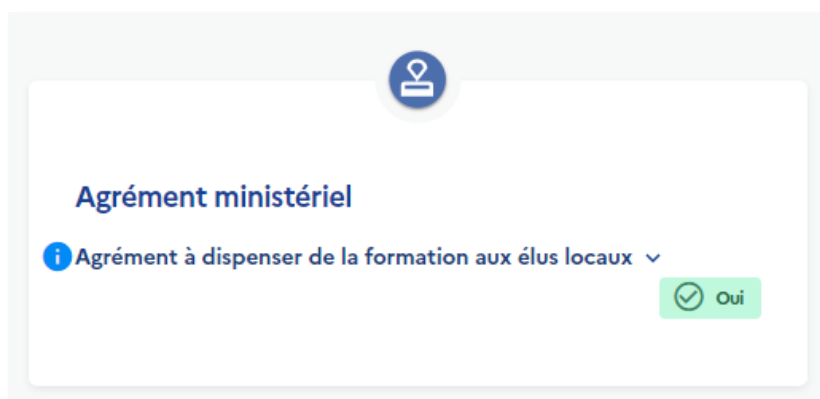 Agrément ministériel
Agrément à dispenser de la formation aux élus locaux
Oui